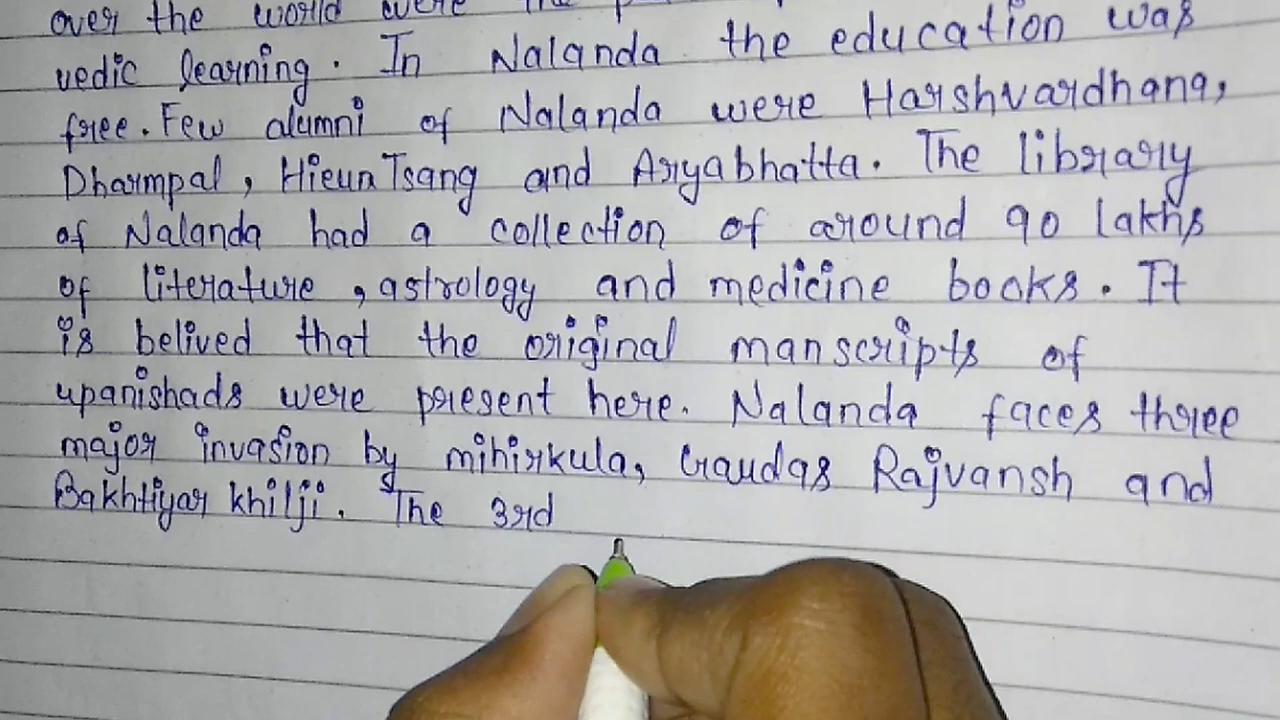 over the world were the
vedic learning. In Nalanda the education was
free. Few alumni of Nalanda were Harshvardhana,
Dharmpal, Hieun Tsang and Aryabhatta. The library
of Nalanda had a collection of around 90 lakhs
of literature, astrology and medicine books. It
is belived that the original manscripts of
upanishads were present here. Nalanda faces three
major invasion by mihirkula, Gaudas Rajvansh and
Bakhtiyar khilji. The 3rd